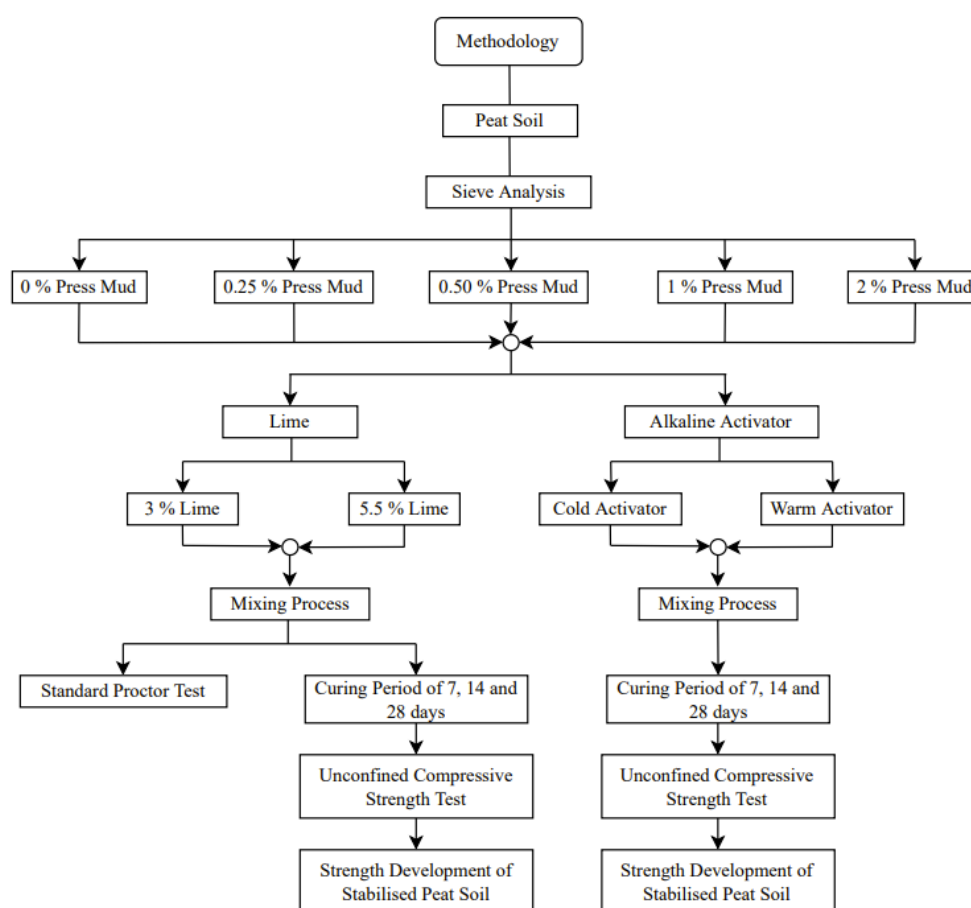 Methodology
Peat Soil
Sieve Analysis
0 % Press Mud
0.25 % Press Mud
0.50 % Press Mud
1 % Press Mud
2 % Press Mud
Lime
Alkaline Activator
3 % Lime
5.5 % Lime
Cold Activator
Warm Activator
Mixing Process
Mixing Process
Standard Proctor Test
Curing Period of 7, 14 and
28 days
Curing Period of 7, 14 and
28 days
Unconfined Compressive
Strength Test
Unconfined Compressive
Strength Test
Strength Development of
Stabilised Peat Soil
Strength Development of
Stabilised Peat Soil